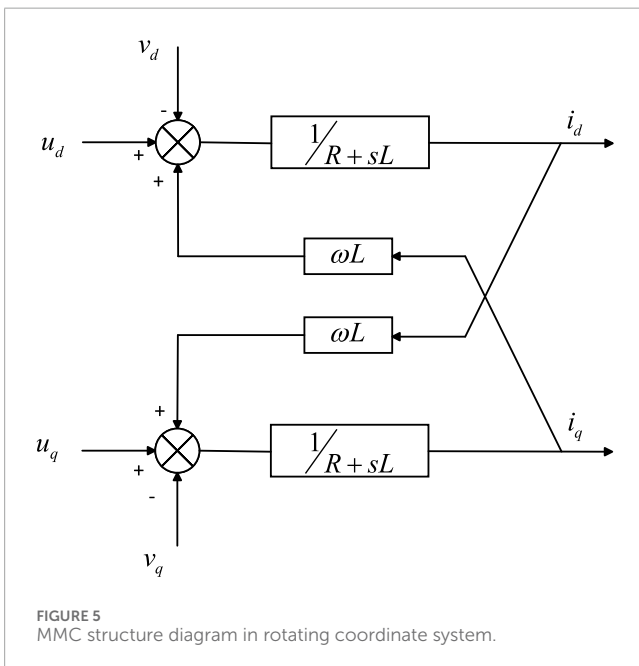 v_d
-
u_d
+
+
1/R+sL
i_d
ωL
ωL
+
u_q
+
-
1/R+sL
i_q
v_q
FIGURE 5
MMC structure diagram in rotating coordinate system.